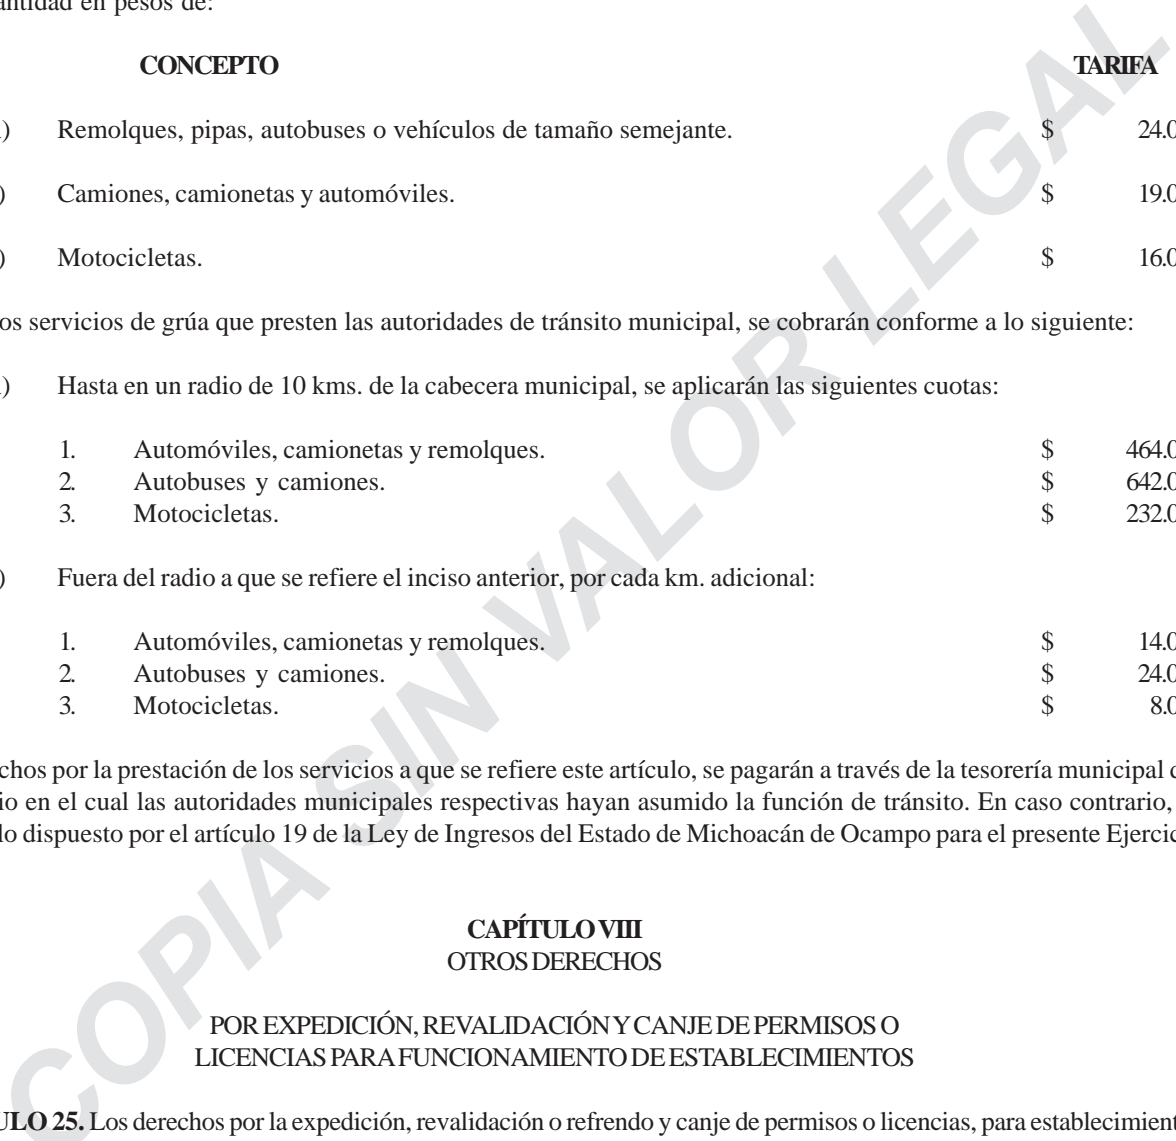 antidad en pesos de:
CONCEPTO TARIFA
) Remolques, pipas, autobuses o vehículos de tamaño semejante. $ 24.0
) Camiones, camionetas y automóviles. $ 19.0
) Motocicletas. $ 16.0
os servicios de grúa que presten las autoridades de tránsito municipal, se cobrarán conforme a lo siguiente:
) Hasta en un radio de 10 kms. de la cabecera municipal, se aplicarán las siguientes cuotas:
1. Automóviles, camionetas y remolques. $ 464.0
2. Autobuses y camiones. $ 642.0
3. Motocicletas. $ 232.0
) Fuera del radio a que se refiere el inciso anterior, por cada km. adicional:
1. Automóviles, camionetas y remolques. $ 14.0
2. Autobuses y camiones. $ 24.0
3. Motocicletas. $ 8.0
chos por la prestación de los servicios a que se refiere este artículo, se pagarán a través de la tesorería municipal
io en el cual las autoridades municipales respectivas hayan asumido la función de tránsito. En caso contrario,
lo dispuesto por el artículo 19 de la Ley de Ingresos del Estado de Michoacán de Ocampo para el presente Ejercic
CAPÍTULO VIII
OTROS DERECHOS
POR EXPEDICIÓN, REVALIDACIÓN Y CANJE DE PERMISOS O
LICENCIAS PARA FUNCIONAMIENTO DE ESTABLECIMIENTOS
ULO 25. Los derechos por la expedición, revalidación o refrendo y canje de permisos o licencias, para establecimient
COPIA SIN VALOR LEGAL